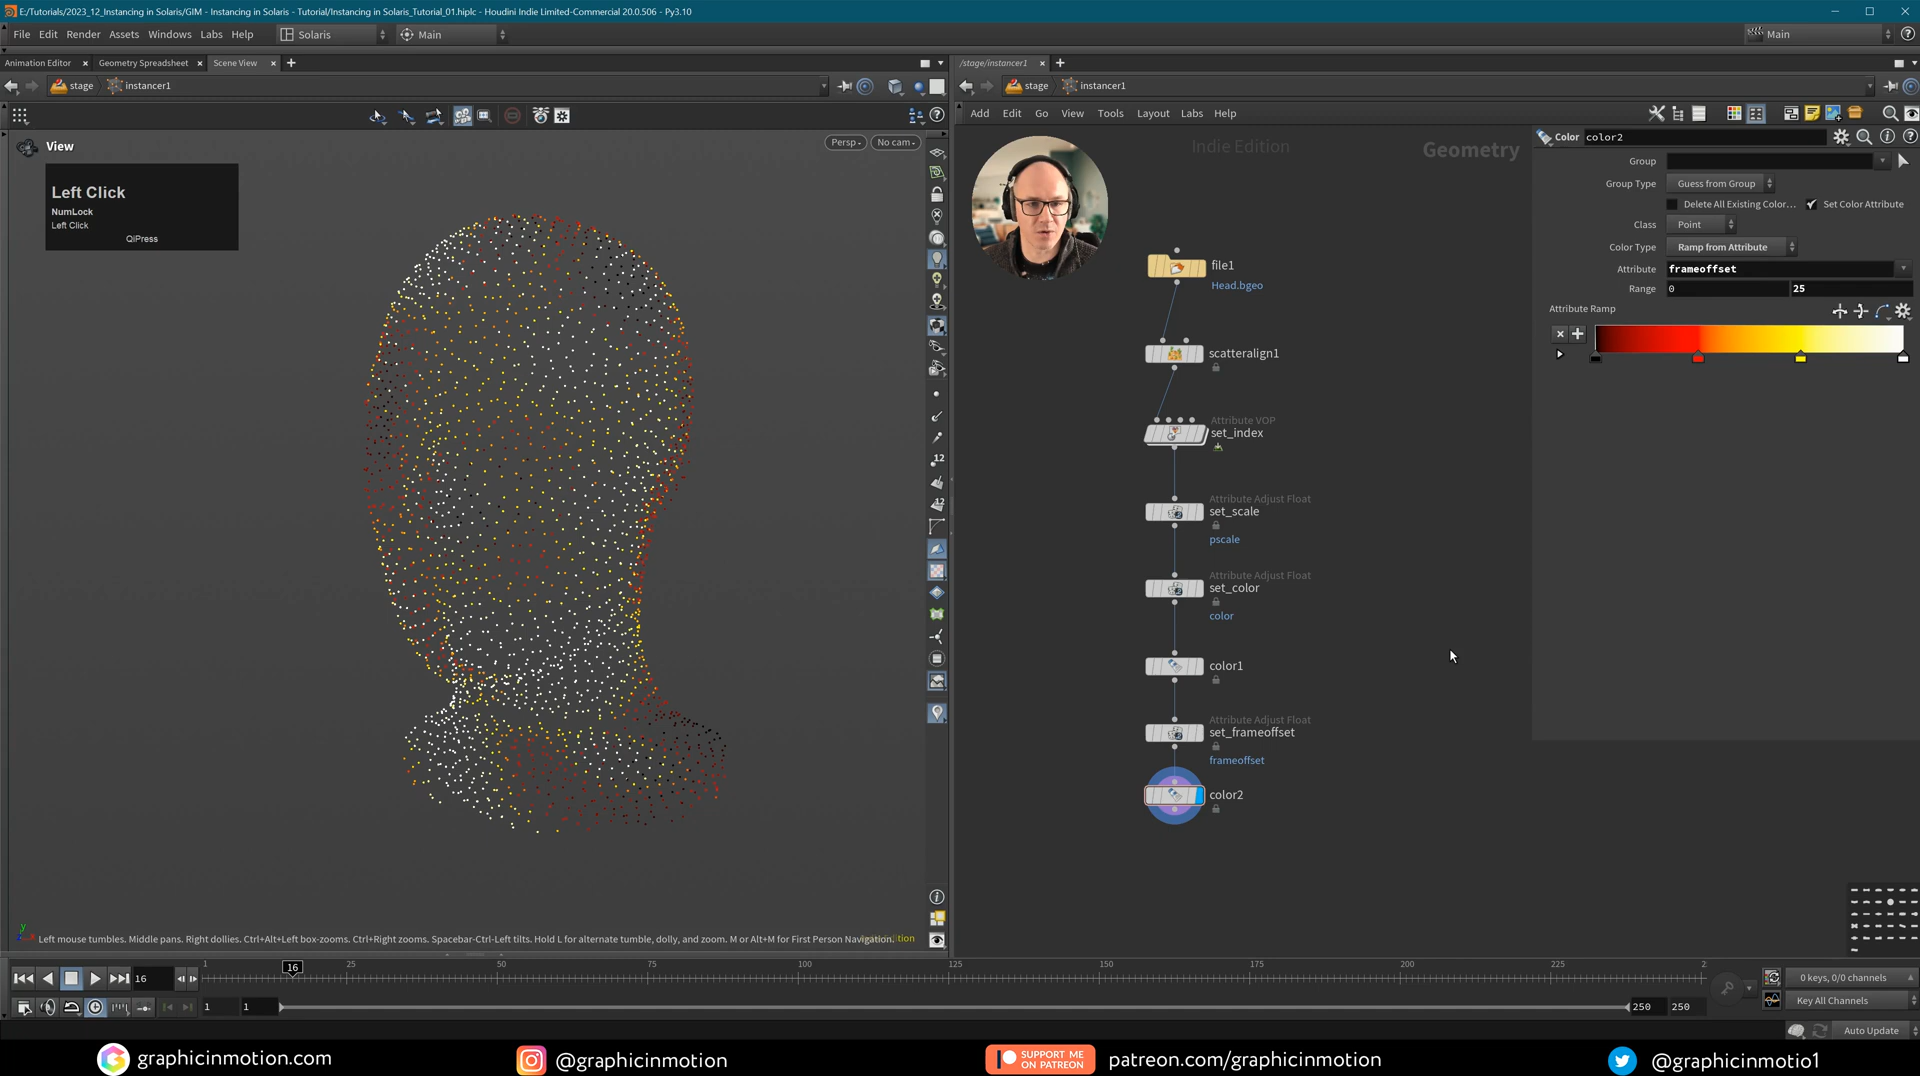 E:/Tutorials/2023_12_Instancing in Solaris/GIM - Instancing in Solaris - Tutorial/Instancing in Solaris_Tutorial_01.hiplc - Houdini Indie Limited-Commercial 20.0.506 - Py3.10
File Edit Render Assets Windows Labs Help Solaris Main Main
Animation Editor Geometry Spreadsheet Scene View /stage/instancer1
stage instancer1 stage instancer1
Add Edit Go View Tools Layout Labs Help
View Persp No cam
Left Click
NumLock
Left Click
QiPress
Indie Edition Geometry
file1
Head.bgeo
scatteralign1
Attribute VOP
set_index
Attribute Adjust Float
set_scale
pscale
Attribute Adjust Float
set_color
color
color1
Attribute Adjust Float
set_frameoffset
frameoffset
color2
Color color2
Group
Group Type Guess from Group
Delete All Existing Color... Set Color Attribute
Class Point
Color Type Ramp from Attribute
Attribute frameoffset
Range 0 25
Attribute Ramp
12
12
Left mouse tumbles. Middle pans. Right dollies. Ctrl+Alt+Left box-zooms. Ctrl+Right zooms. Spacebar-Ctrl-Left tilts. Hold L for alternate tumble, dolly, and zoom. M or Alt+M for First Person Navigation.
16 1 16 25 50 75 100 125 150 175 200 225 2
0 keys, 0/0 channels
1 1 250 250 Key All Channels
Auto Update
graphicinmotion.com @graphicinmotion SUPPORT ME ON PATREON patreon.com/graphicinmotion @graphicinmotio1